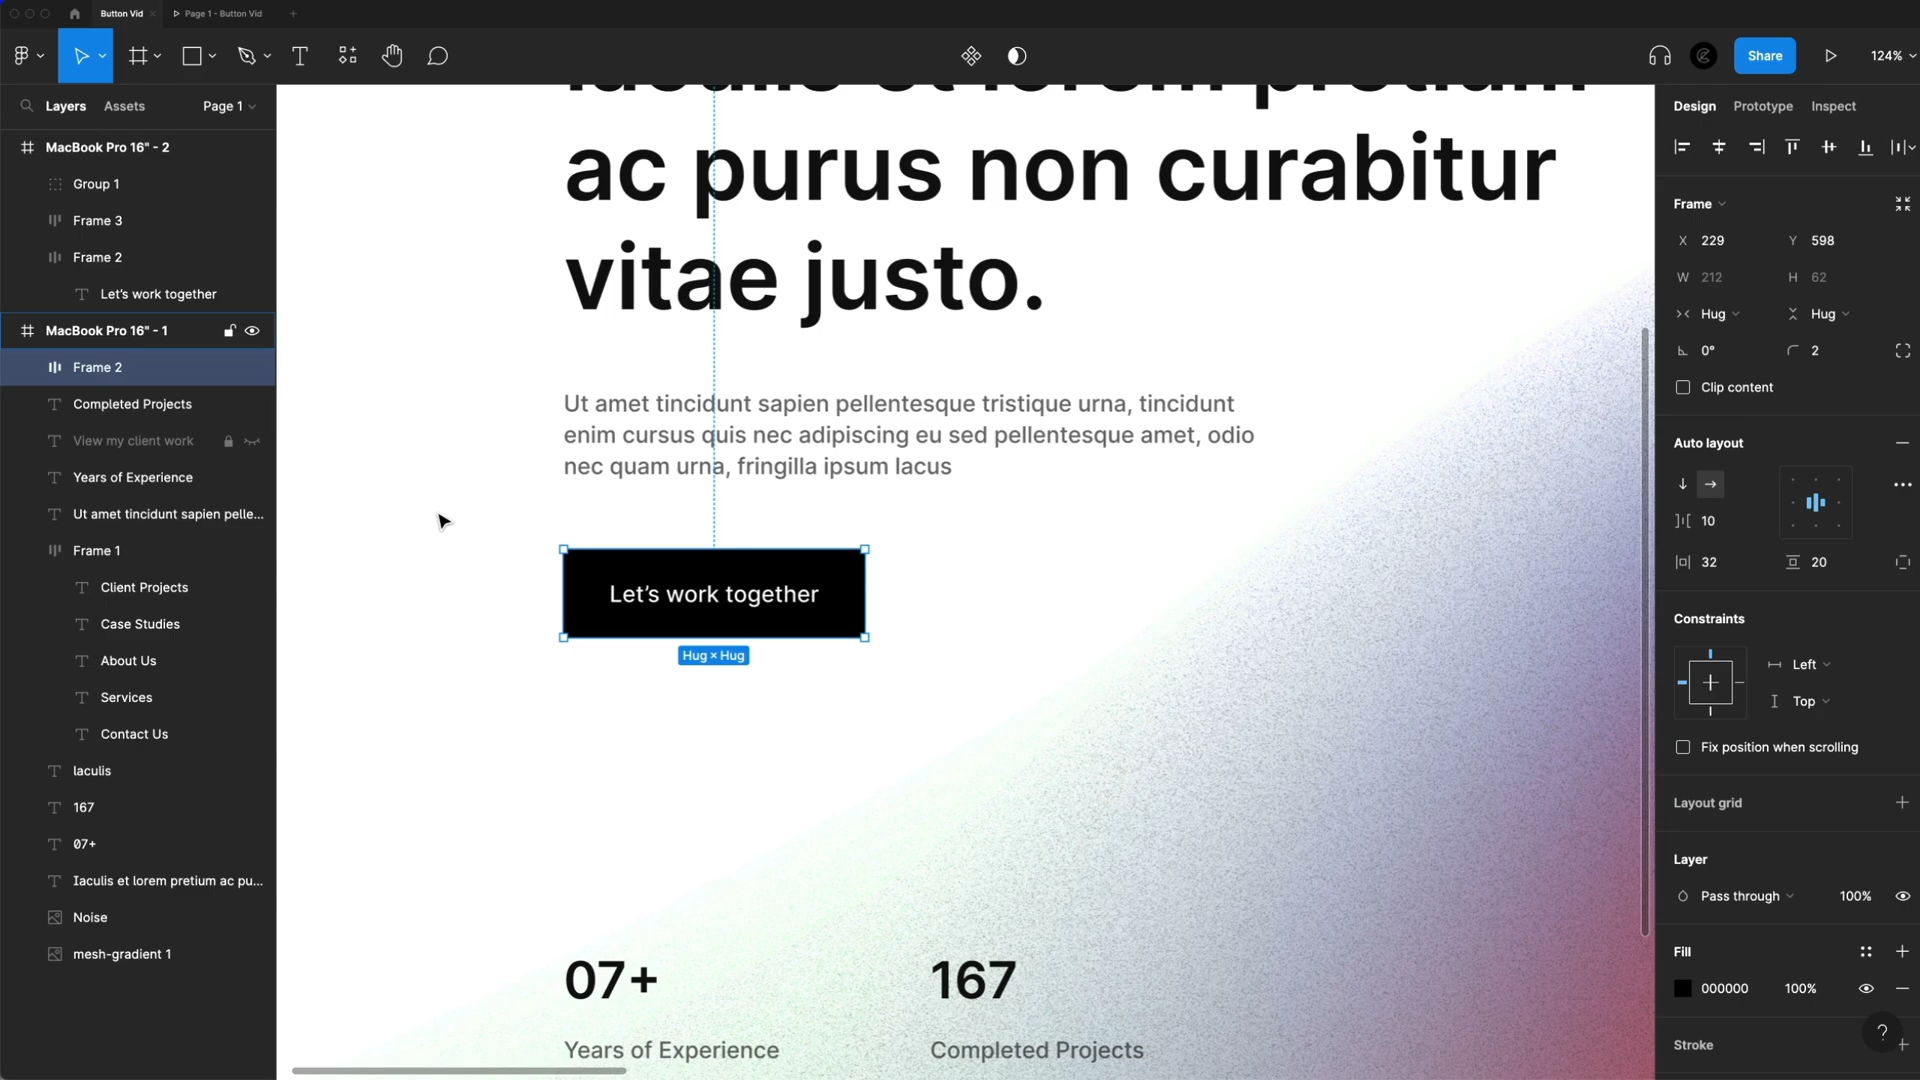 Button Vid
Page 1 - Button Vid
Share
124%
Layers
Assets
Page 1
MacBook Pro 16" - 2
Group 1
Frame 3
Frame 2
Let's work together
MacBook Pro 16" - 1
Frame 2
Completed Projects
View my client work
Years of Experience
Ut amet tincidunt sapien pelle...
Frame 1
Client Projects
Case Studies
About Us
Services
Contact Us
Iaculis
167
07+
Iaculis et lorem pretium ac pu...
Noise
mesh-gradient 1
Iaculis et lorem pretium
ac purus non curabitur
vitae justo.
Ut amet tincidunt sapien pellentesque tristique urna, tincidunt
enim cursus quis nec adipiscing eu sed pellentesque amet, odio
nec quam urna, fringilla ipsum lacus
Let's work together
Hug × Hug
07+
167
Years of Experience
Completed Projects
Design
Prototype
Inspect
Frame
X 229
Y 598
W 212
H 62
Hug
Hug
0°
2
Clip content
Auto layout
10
32
20
Constraints
Left
Top
Fix position when scrolling
Layout grid
Layer
Pass through
100%
Fill
000000
100%
?
Stroke